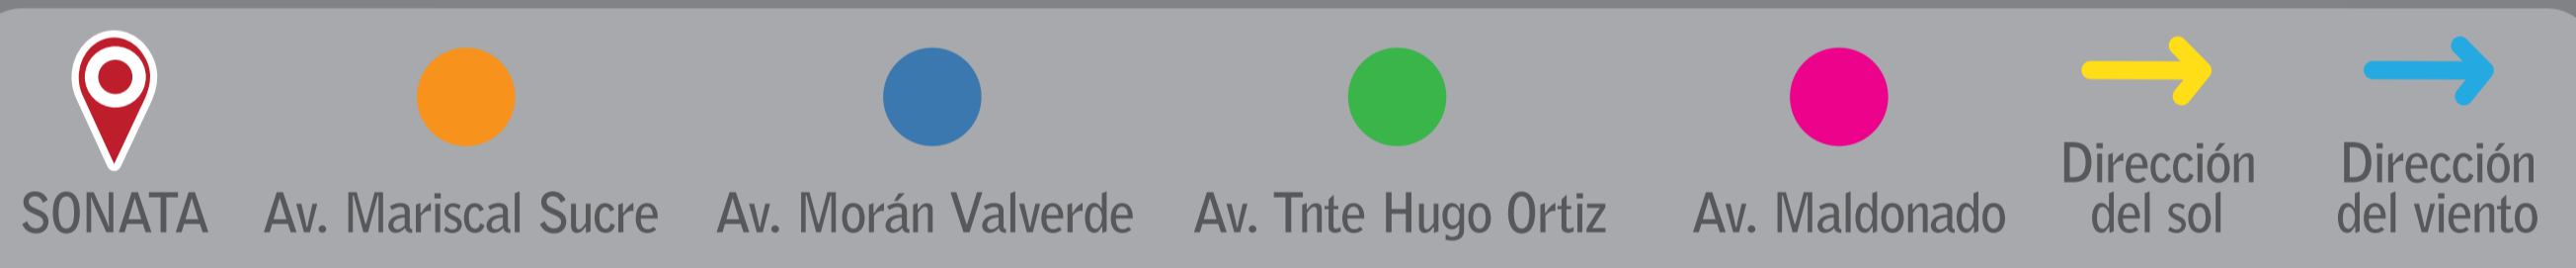 SONATA
Av. Mariscal Sucre
Av. Morán Valverde
Av. Tnte Hugo Ortiz
Av. Maldonado
Dirección
del sol
Dirección
del viento